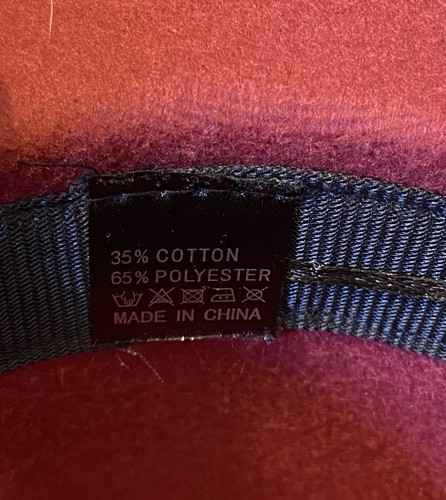 35% COTTON
65% POLYESTER
MADE IN CHINA